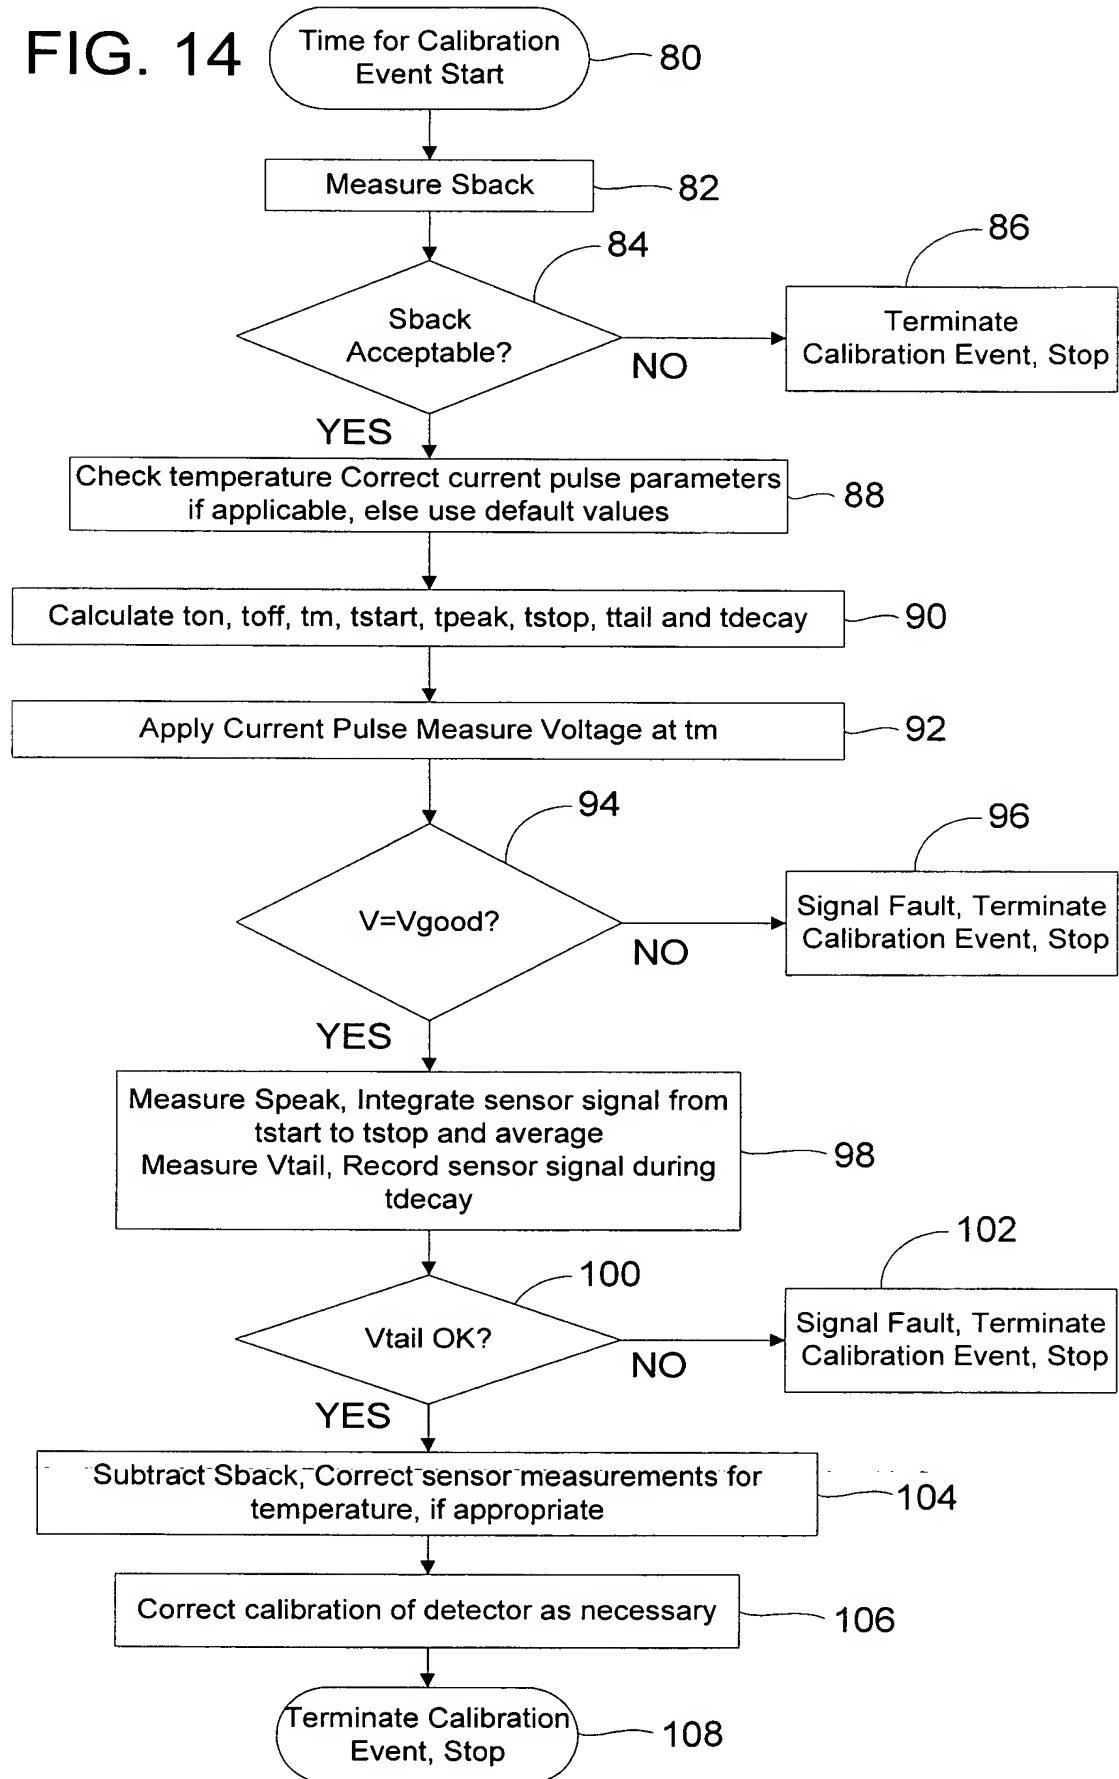 FIG. 14
Time for Calibration
Event Start
80
Measure Sback
82
84
86
Sback
Acceptable?
NO
Terminate
Calibration Event, Stop
YES
Check temperature Correct current pulse parameters
if applicable, else use default values
88
Calculate ton, toff, tm, tstart, tpeak, tstop, ttail and tdecay
90
Apply Current Pulse Measure Voltage at tm
92
94
96
V=Vgood?
NO
Signal Fault, Terminate
Calibration Event, Stop
YES
Measure Speak, Integrate sensor signal from
tstart to tstop and average
Measure Vtail, Record sensor signal during
tdecay
98
100
102
Vtail OK?
NO
Signal Fault, Terminate
Calibration Event, Stop
YES
Subtract Sback, Correct sensor measurements for
temperature, if appropriate
104
Correct calibration of detector as necessary
106
Terminate Calibration
Event, Stop
108